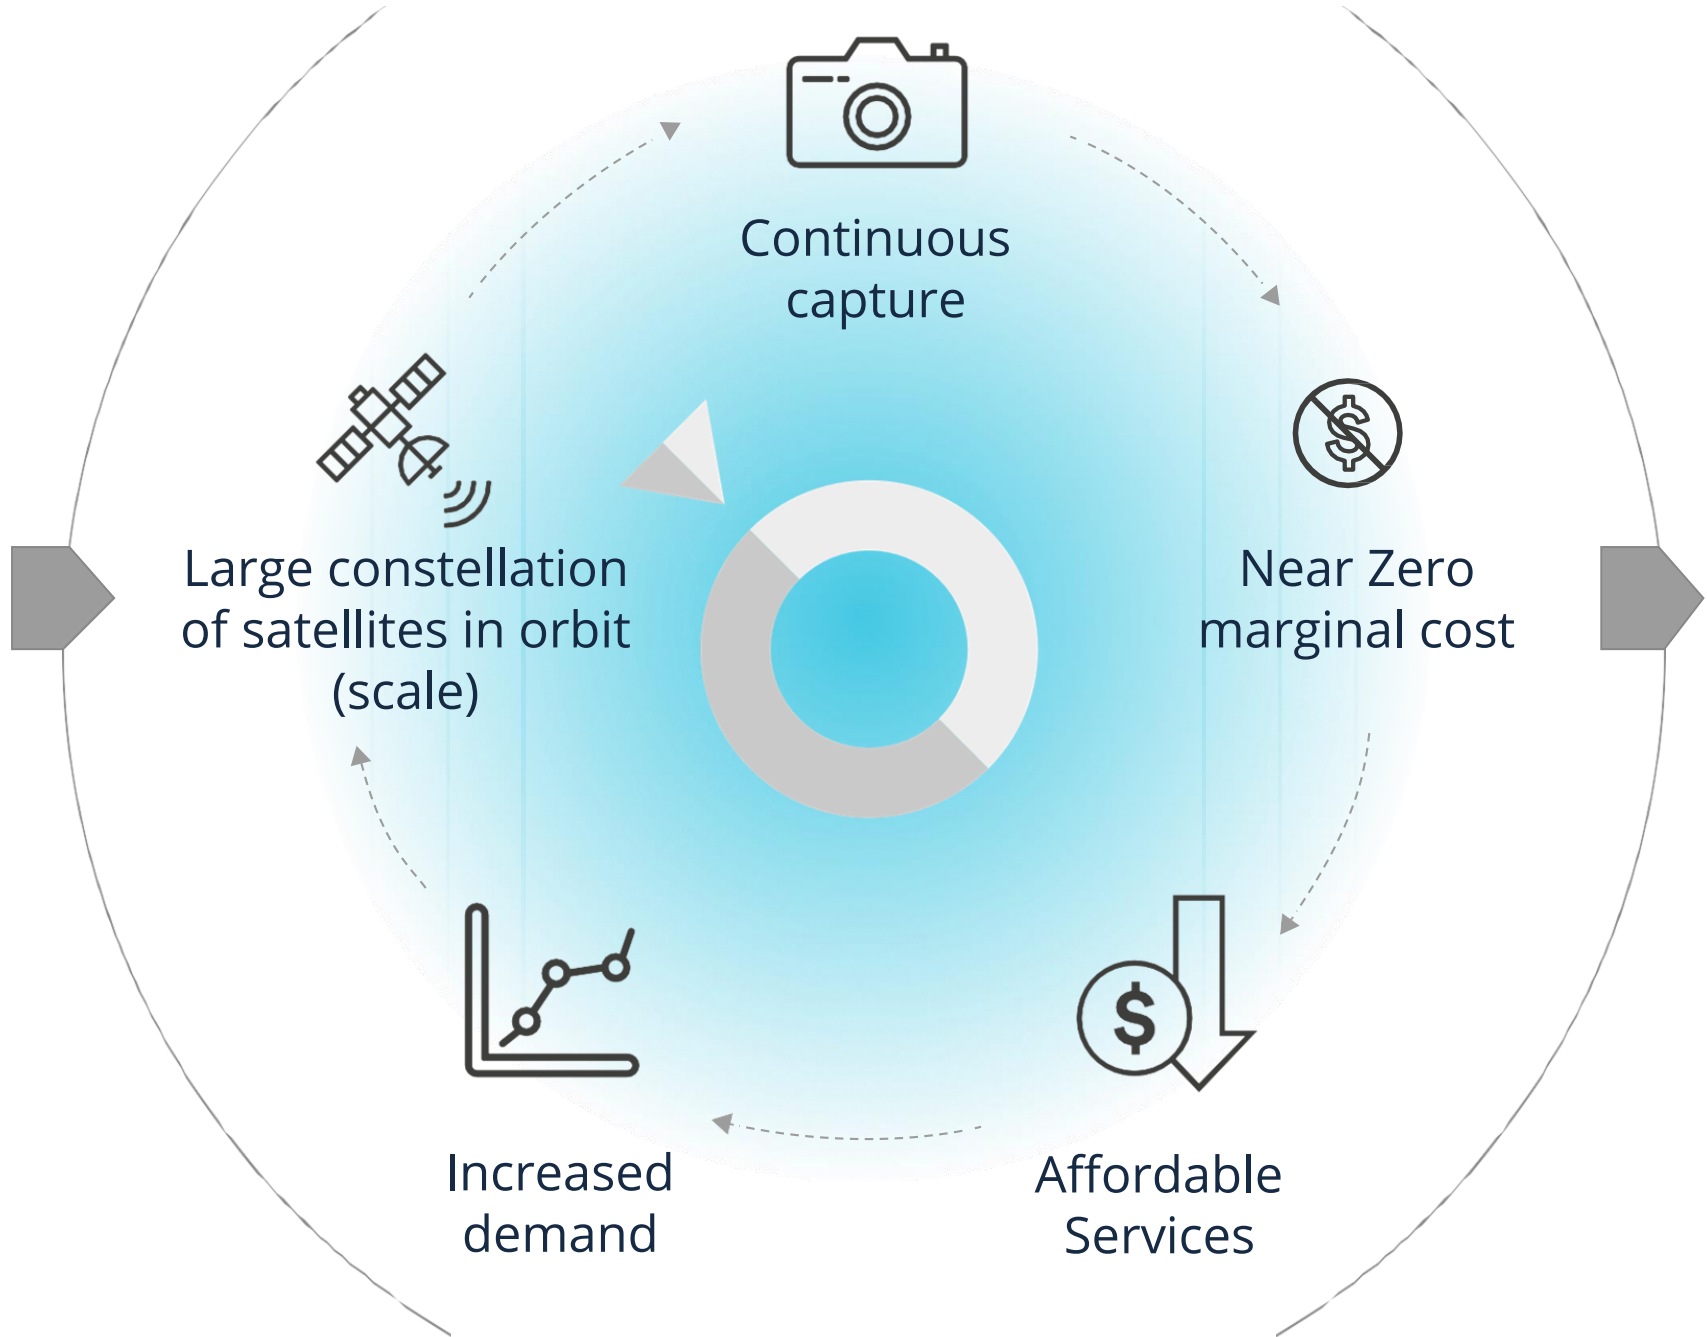 Continuous
capture
Large constellation
of satellites in orbit
(scale)
Near Zero
marginal cost
$
Increased
demand
Affordable
Services